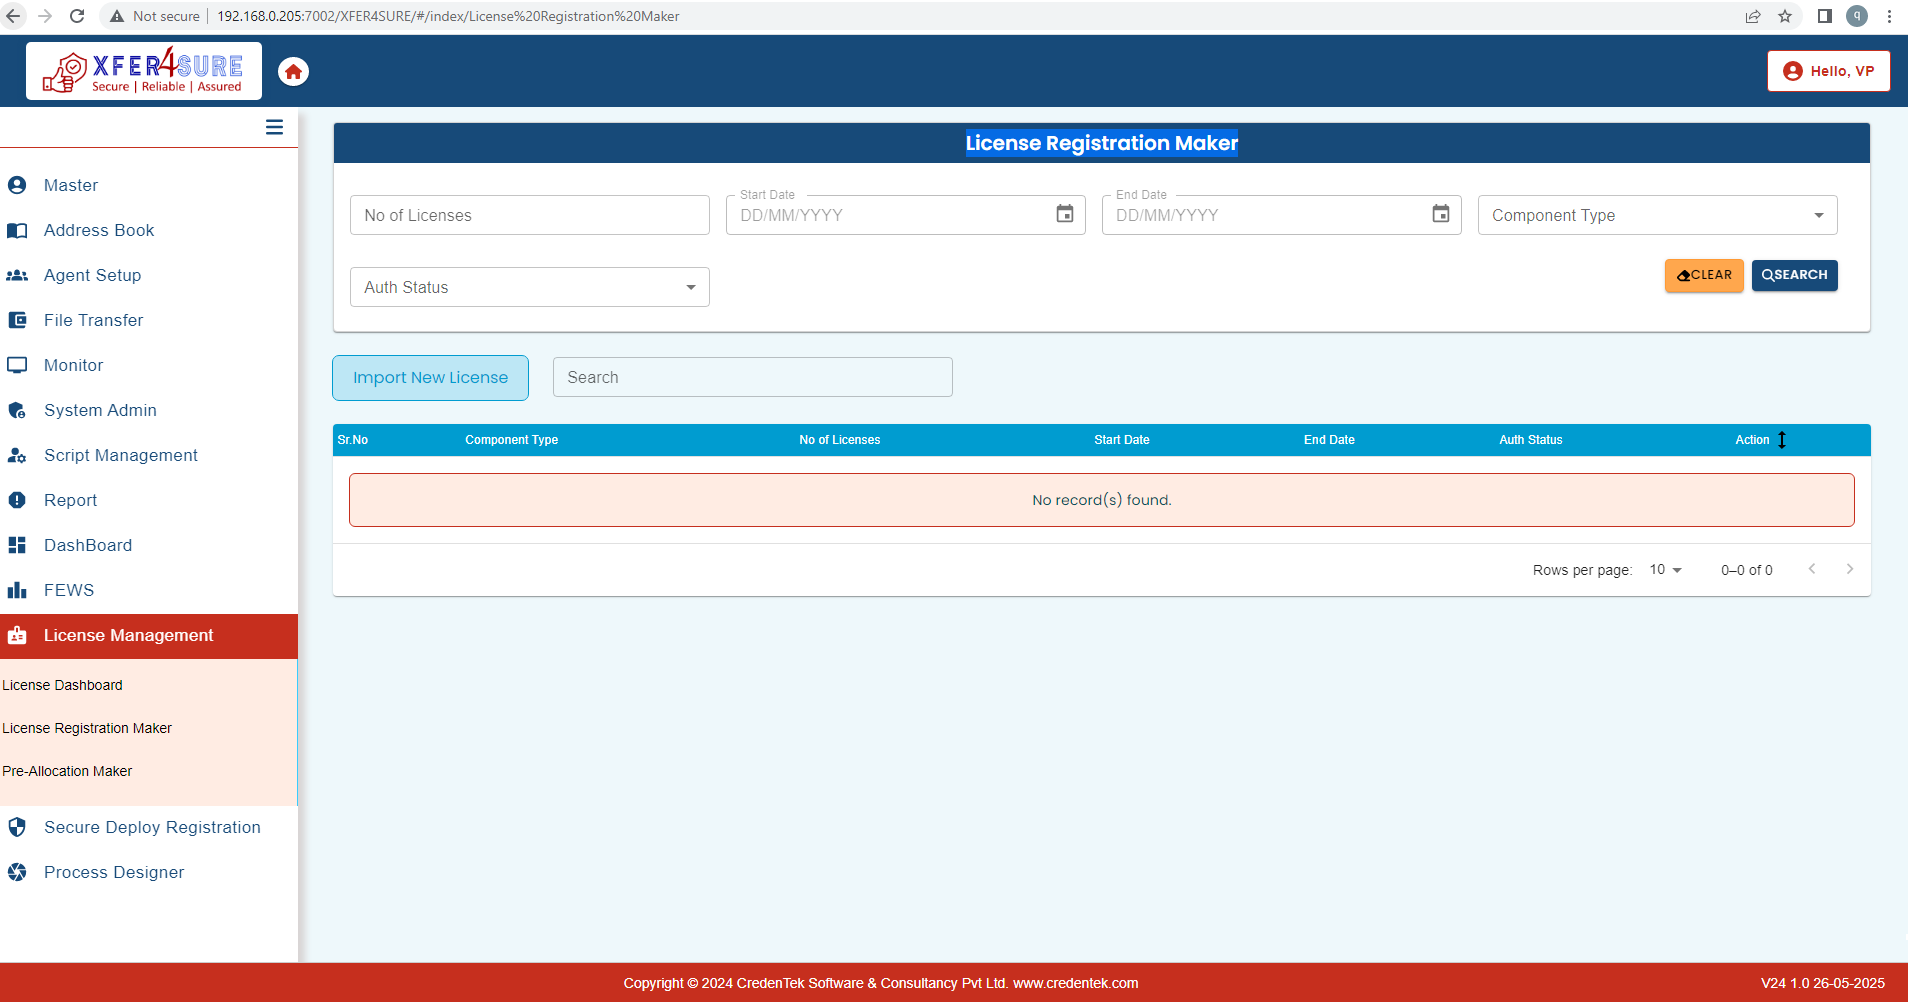 Not secure | 192.168.0.205:7002/XFER4SURE/#/index/License%20Registration%20Maker
q
XFER4SURE
Secure | Reliable | Assured
Hello, VP
Master
Address Book
Agent Setup
File Transfer
Monitor
System Admin
Script Management
Report
DashBoard
FEWS
License Management
License Dashboard
License Registration Maker
Pre-Allocation Maker
Secure Deploy Registration
Process Designer
License Registration Maker
No of Licenses
Start Date
DD/MM/YYYY
End Date
DD/MM/YYYY
Component Type
Auth Status
CLEAR
SEARCH
Import New License
Search
Sr.No Component Type No of Licenses Start Date End Date Auth Status Action
No record(s) found.
Rows per page: 10 0–0 of 0
Copyright © 2024 CredenTek Software & Consultancy Pvt Ltd. www.credentek.com
V24 1.0 26-05-2025